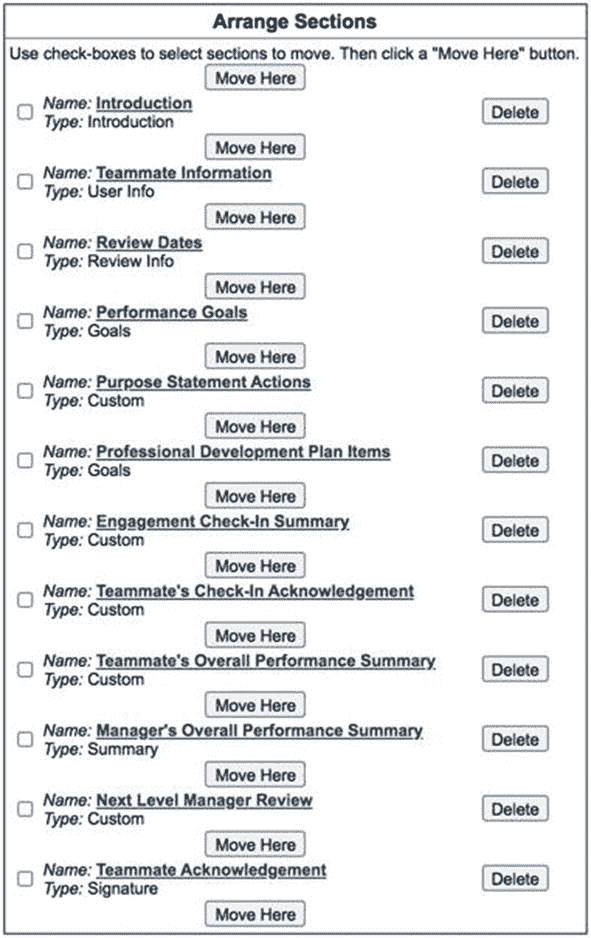 Arrange Sections
Use check-boxes to select sections to move. Then click a "Move Here" button.
Move Here
Name: Introduction
Type: Introduction
Delete
Move Here
Name: Teammate Information
Type: User Info
Delete
Move Here
Name: Review Dates
Type: Review Info
Delete
Move Here
Name: Performance Goals
Type: Goals
Delete
Move Here
Name: Purpose Statement Actions
Type: Custom
Delete
Move Here
Name: Professional Development Plan Items
Type: Goals
Delete
Move Here
Name: Engagement Check-In Summary
Type: Custom
Delete
Move Here
Name: Teammate's Check-In Acknowledgement
Type: Custom
Delete
Move Here
Name: Teammate's Overall Performance Summary
Type: Custom
Delete
Move Here
Name: Manager's Overall Performance Summary
Type: Summary
Delete
Move Here
Name: Next Level Manager Review
Type: Custom
Delete
Move Here
Name: Teammate Acknowledgement
Type: Signature
Delete
Move Here